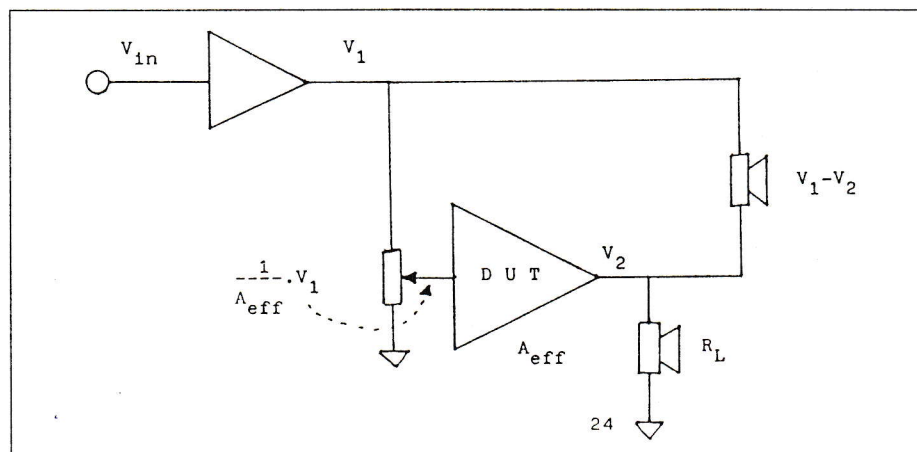 V_in
V_1
V_1-V_2
V_2
D U T
1
----.V_1
A_eff
A_eff
R_L
24